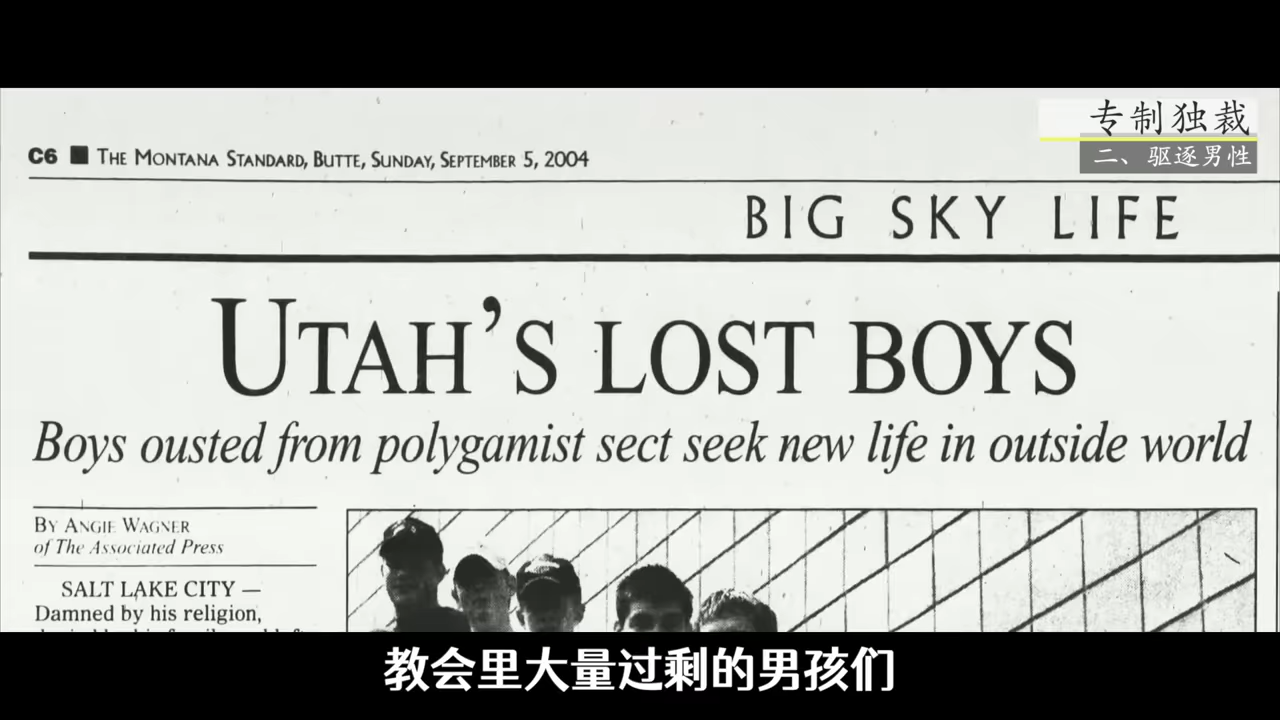 专制独裁
二、驱逐男性
C6 ■ THE MONTANA STANDARD, BUTTE, SUNDAY, SEPTEMBER 5, 2004
BIG SKY LIFE
UTAH'S LOST BOYS
Boys ousted from polygamist sect seek new life in outside world
BY ANGIE WAGNER
of The Associated Press
SALT LAKE CITY —
Damned by his religion,
教会里大量过剩的男孩们